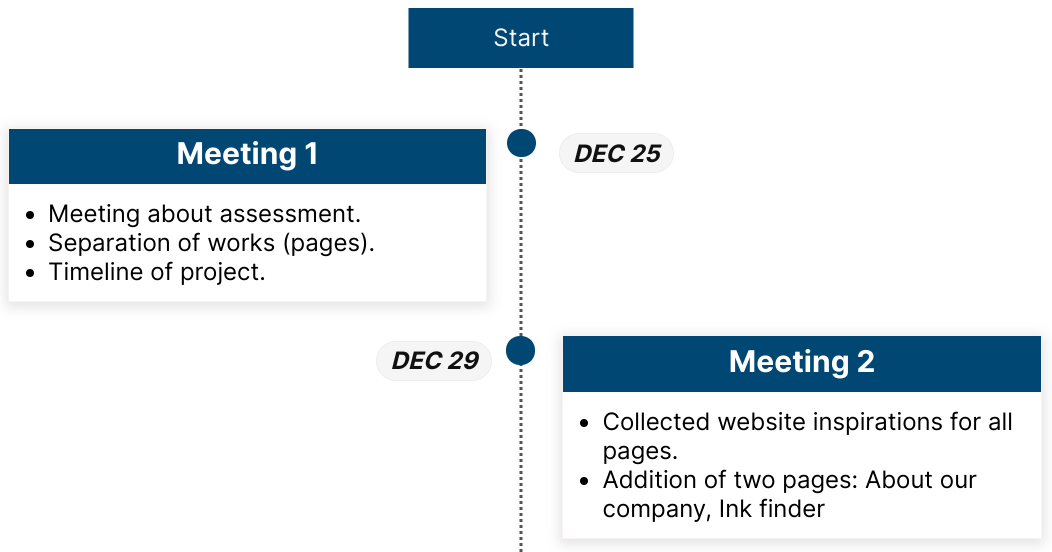 Start
Meeting 1
DEC 25
• Meeting about assessment.
• Separation of works (pages).
• Timeline of project.
DEC 29
Meeting 2
• Collected website inspirations for all
pages.
• Addition of two pages: About our
company, Ink finder